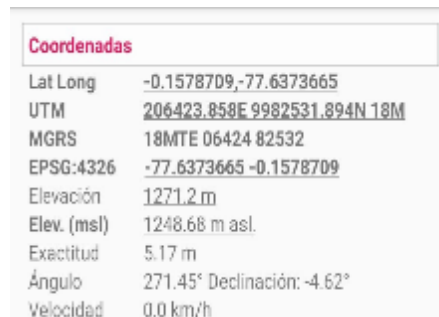 Coordenadas
Lat Long -0.1578709,-77.6373665
UTM 206423.858E 9982531.894N 18M
MGRS 18MTE 06424 82532
EPSG:4326 -77.6373665 -0.1578709
Elevación 1271.2 m
Elev. (msl) 1248.68 m asl.
Exactitud 5.17 m
Ángulo 271.45° Declinación: -4.62°
Velocidad 0.0 km/h